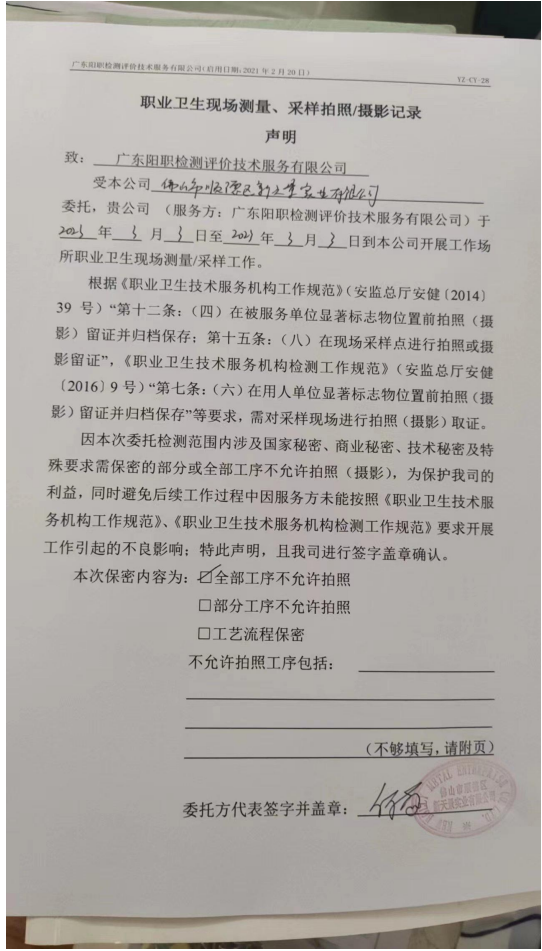 广东阳职检测评价技术服务有限公司(启用日期:2021年2月20日)
YZ-CY-28
职业卫生现场测量、采样拍照/摄影记录
声明
致:广东阳职检测评价技术服务有限公司
受本公司 佛山市顺德区新天堡实业有限公司
委托,贵公司 (服务方:广东阳职检测评价技术服务有限公司)于
2023 年 3 月 3 日至 2023 年 3 月 3 日到本公司开展工作场
所职业卫生现场测量/采样工作。
根据《职业卫生技术服务机构工作规范》(安监总厅安健〔2014〕
39 号)“第十二条:(四)在被服务单位显著标志物位置前拍照(摄
影)留证并归档保存;第十五条:(八)在现场采样点进行拍照或摄
影留证”,《职业卫生技术服务机构检测工作规范》(安监总厅安健
〔2016〕9 号)“第七条:(六)在用人单位显著标志物位置前拍照(摄
影)留证并归档保存”等要求,需对采样现场进行拍照(摄影)取证。
因本次委托检测范围内涉及国家秘密、商业秘密、技术秘密及特
殊要求需保密的部分或全部工序不允许拍照(摄影),为保护我司的
利益,同时避免后续工作过程中因服务方未能按照《职业卫生技术服
务机构工作规范》、《职业卫生技术服务机构检测工作规范》要求开展
工作引起的不良影响;特此声明,且我司进行签字盖章确认。
本次保密内容为:☑全部工序不允许拍照
□部分工序不允许拍照
□工艺流程保密
不允许拍照工序包括:
(不够填写,请附页)
委托方代表签字并盖章:
佛山市顺德区